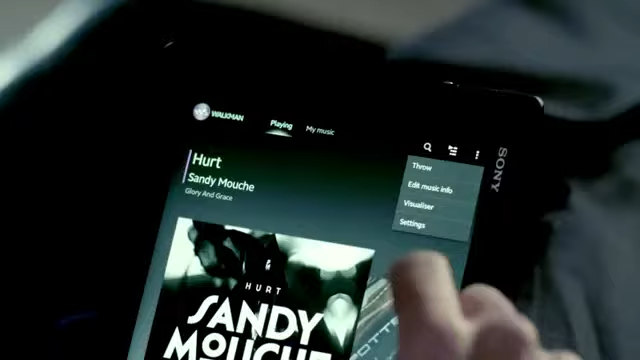 WALKMAN
Playing
My music
Hurt
Sandy Mouche
Glory And Grace
Throw
Edit music info
Visualiser
Settings
SONY
HURT
SANDY
MOUCHE